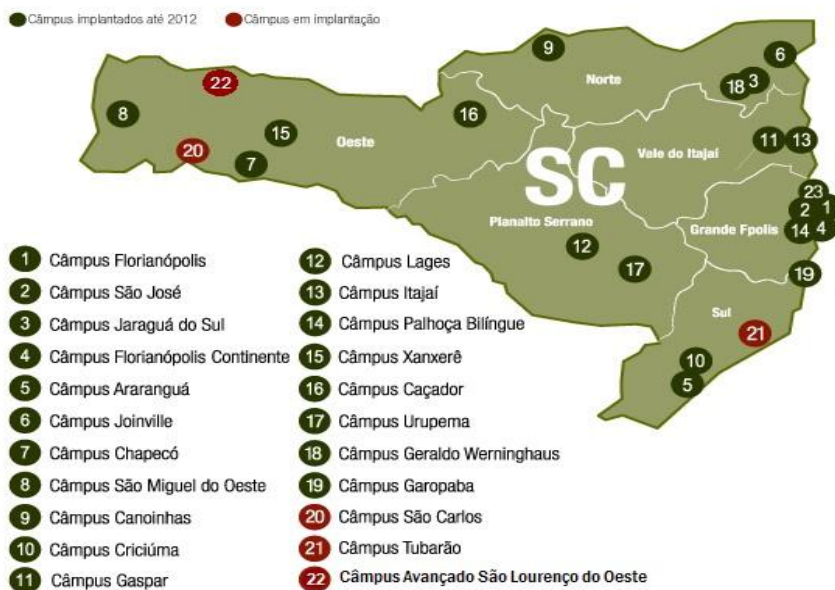 Câmpus implantados até 2012
Câmpus em implantação
9
6
Norte
18
3
22
8
16
15
Oeste
20
7
11
13
Vale do Itajaí
SC
23
1
2
Planalto Serrano
Grande Fpolis
14
4
12
17
19
Sul
21
10
5
1 Câmpus Florianópolis
2 Câmpus São José
3 Câmpus Jaraguá do Sul
4 Câmpus Florianópolis Continente
5 Câmpus Araranguá
6 Câmpus Joinville
7 Câmpus Chapecó
8 Câmpus São Miguel do Oeste
9 Câmpus Canoinhas
10 Câmpus Criciúma
11 Câmpus Gaspar
12 Câmpus Lages
13 Câmpus Itajaí
14 Câmpus Palhoça Bilíngue
15 Câmpus Xanxerê
16 Câmpus Caçador
17 Câmpus Urupema
18 Câmpus Geraldo Werninghaus
19 Câmpus Garopaba
20 Câmpus São Carlos
21 Câmpus Tubarão
22 Câmpus Avançado São Lourenço do Oeste